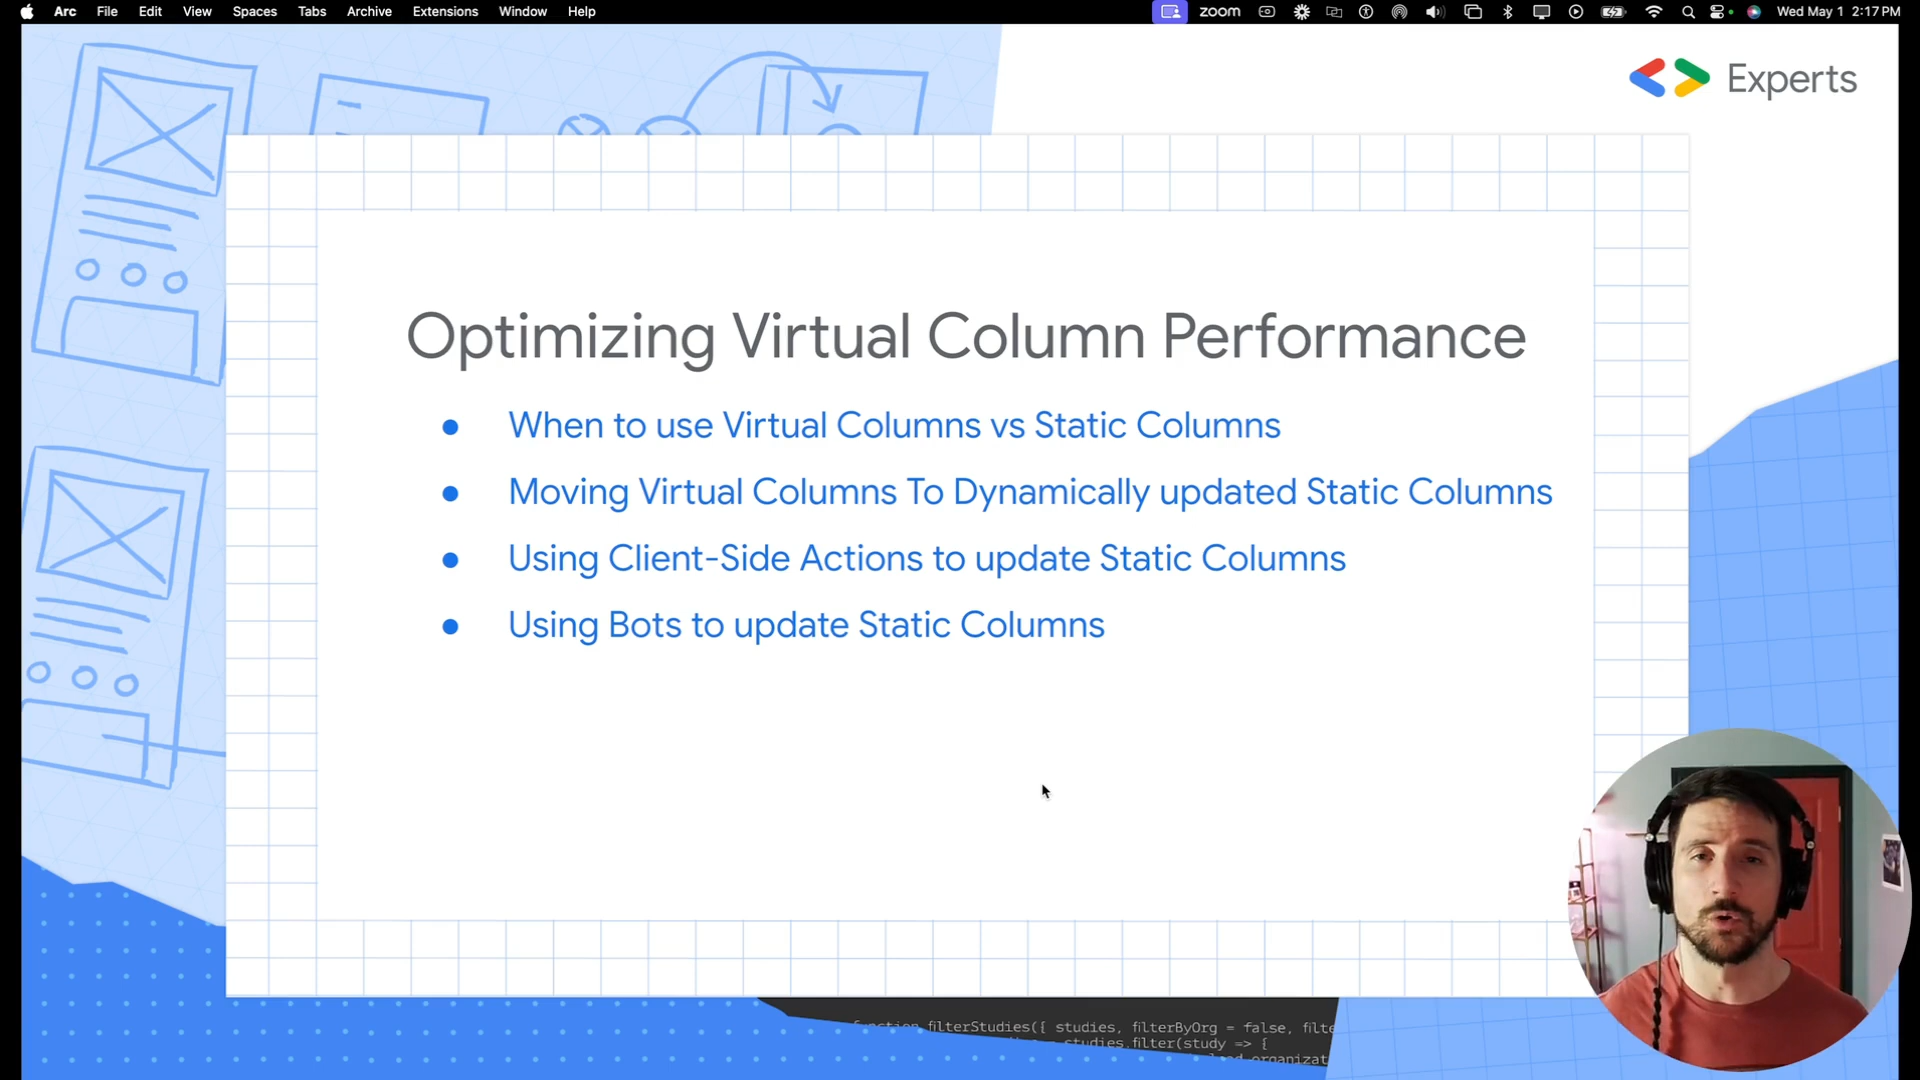 Arc File Edit View Spaces Tabs Archive Extensions Window Help zoom Wed May 1 2:17 PM
Experts
Optimizing Virtual Column Performance
● When to use Virtual Columns vs Static Columns
● Moving Virtual Columns To Dynamically updated Static Columns
● Using Client-Side Actions to update Static Columns
● Using Bots to update Static Columns
filterStudies({ studies, filterByOrg = false, filte
studies.filter(study => {